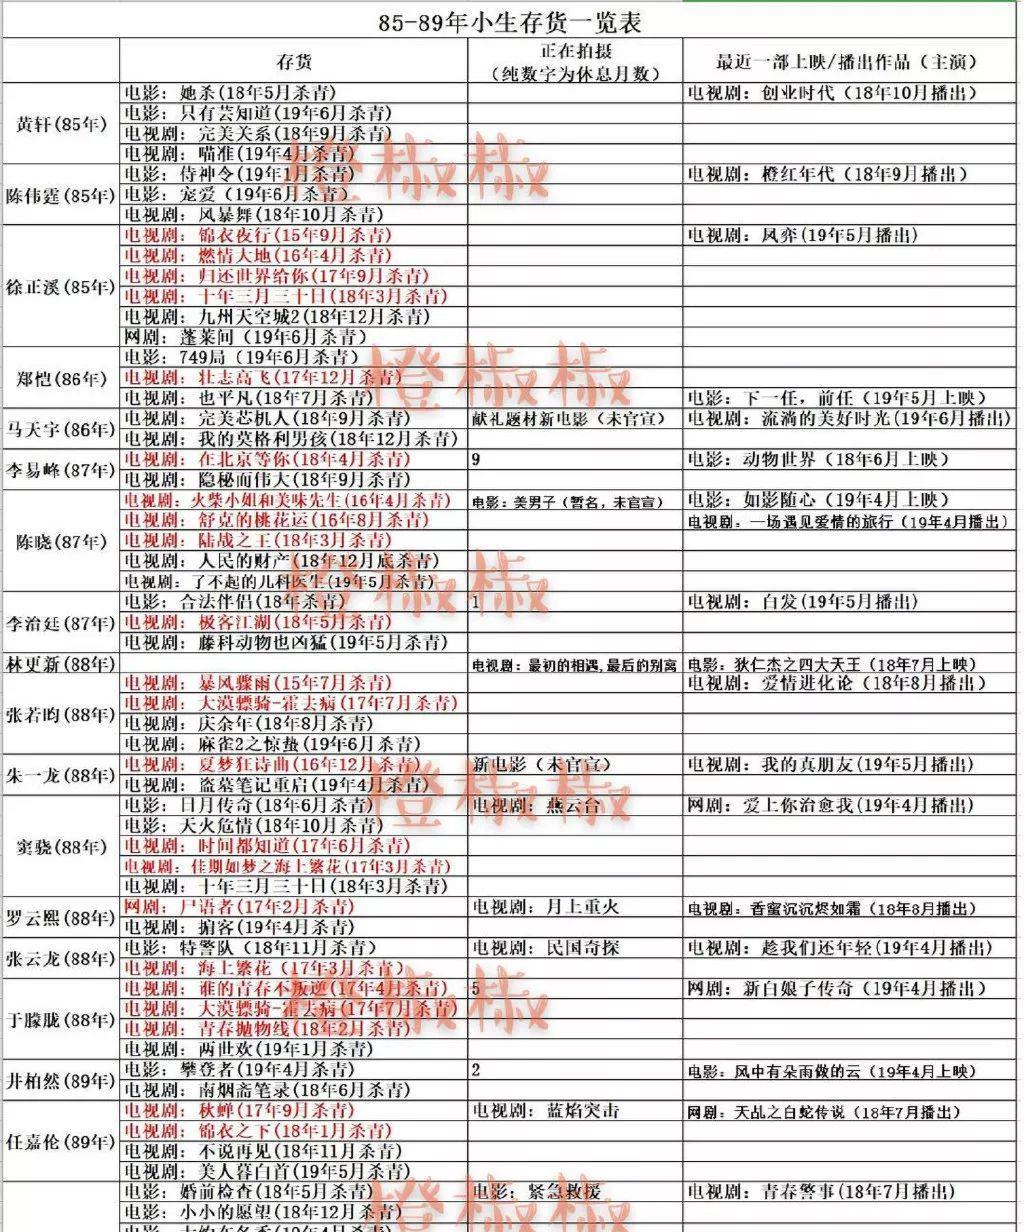 85-89年小生存货一览表
存货
正在拍摄
(纯数字为休息月数)
最近一部上映/播出作品（主演）
黄轩(85年)
电影：她杀(18年5月杀青)
电视剧：创业时代（18年10月播出）
电影：只有芸知道(19年6月杀青)
电视剧：完美关系(18年9月杀青)
电视剧：瞄准(19年4月杀青)
陈伟霆(85年)
电影：侍神令(19年1月杀青)
电视剧：橙红年代（18年9月播出）
电影：宠爱（19年6月杀青）
电视剧：风暴舞(18年10月杀青)
徐正溪(85年)
电视剧：锦衣夜行(15年9月杀青)
电视剧：风弈(19年5月播出)
电视剧：燃情大地(16年4月杀青)
电视剧：归还世界给你(17年9月杀青)
电视剧：十年三月三十日(18年3月杀青)
电视剧：九州天空城2(18年12月杀青)
网剧：蓬莱间（19年6月杀青）
郑恺(86年)
电影：749局（19年6月杀青）
电视剧：壮志高飞(17年12月杀青)
电视剧：也平凡(18年7月杀青)
电影：下一任，前任（19年5月上映）
马天宇(86年)
电视剧：完美芯机人(18年9月杀青)
献礼题材新电影（未官宣）
电视剧：流淌的美好时光(19年6月播出)
电视剧：我的莫格利男孩(18年12月杀青)
李易峰(87年)
电视剧：在北京等你(18年4月杀青)
9
电影：动物世界（18年6月上映）
电视剧：隐秘而伟大(18年9月杀青)
陈晓(87年)
电视剧：火柴小姐和美味先生(16年4月杀青)
电影：美男子（暂名，未官宣）
电影：如影随心（19年4月上映）
电视剧：舒克的桃花运(16年8月杀青)
电视剧：一场遇见爱情的旅行（19年4月播出）
电视剧：陆战之王(18年3月杀青)
电视剧：人民的财产(18年12月底杀青)
电视剧：了不起的儿科医生(19年5月杀青)
李治廷(87年)
电影：合法伴侣(18年杀青)
1
电视剧：白发(19年5月播出)
电视剧：极客江湖(18年5月杀青)
电视剧：藤科动物也凶猛(19年5月杀青)
林更新(88年)
电视剧：最初的相遇,最后的别离
电影：狄仁杰之四大天王（18年7月上映）
张若昀(88年)
电视剧：暴风骤雨(15年7月杀青)
电视剧：爱情进化论（18年8月播出）
电视剧：大漠骠骑-霍去病(17年7月杀青)
电视剧：庆余年(18年8月杀青)
电视剧：麻雀2之惊蛰(19年6月杀青)
朱一龙(88年)
电视剧：夏梦狂诗曲(16年12月杀青)
新电影（未官宣）
电视剧：我的真朋友(19年5月播出)
电视剧：盗墓笔记重启(19年4月杀青)
窦骁(88年)
电影：日月传奇(18年6月杀青)
电视剧：燕云台
网剧：爱上你治愈我(19年4月播出)
电影：天火危情(18年10月杀青)
电视剧：时间都知道(17年6月杀青)
电视剧：佳期如梦之海上繁花(17年3月杀青)
电视剧：十年三月三十日(18年3月杀青)
罗云熙(88年)
网剧：尸语者(17年2月杀青)
电视剧：月上重火
电视剧：香蜜沉沉烬如霜（18年8月播出）
电视剧：掮客(19年4月杀青)
张云龙(88年)
电影：特警队（18年11月杀青）
电视剧：民国奇探
电视剧：趁我们还年轻(19年4月播出)
电视剧：海上繁花（17年3月杀青）
于朦胧(88年)
电视剧：谁的青春不叛逆(17年4月杀青)
5
网剧：新白娘子传奇（19年4月播出）
电视剧：大漠骠骑-霍去病(17年7月杀青)
电视剧：青春抛物线(18年2月杀青)
电视剧：两世欢(19年1月杀青)
井柏然(89年)
电影：攀登者(19年4月杀青)
2
电影：风中有朵雨做的云（19年4月上映）
电视剧：南烟斋笔录(18年6月杀青)
任嘉伦(89年)
电视剧：秋蝉(17年9月杀青)
电视剧：蓝焰突击
网剧：天乩之白蛇传说（18年7月播出）
电视剧：锦衣之下(18年1月杀青)
电视剧：不说再见(18年11月杀青)
电视剧：美人暮白首(19年5月杀青)
电影：婚前检查(18年5月杀青)
电影：紧急救援
电视剧：青春警事(18年7月播出)
电影：小小的愿望(18年12月杀青)
橙椒椒
橙椒椒
橙椒椒
橙椒椒
橙椒椒
橙椒椒